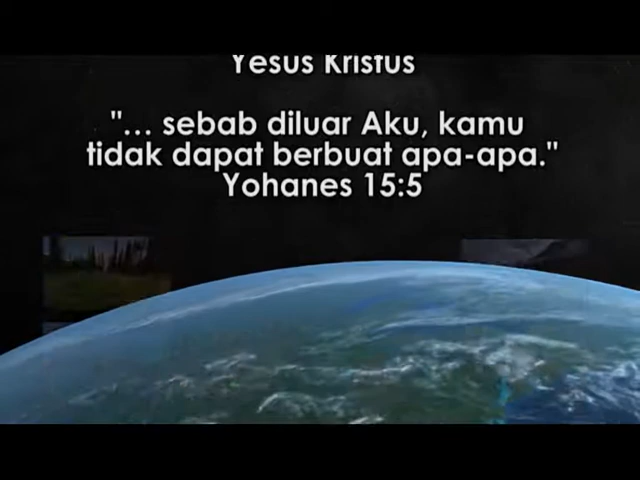 Yesus Kristus
"... sebab diluar Aku, kamu
tidak dapat berbuat apa-apa."
Yohanes 15:5